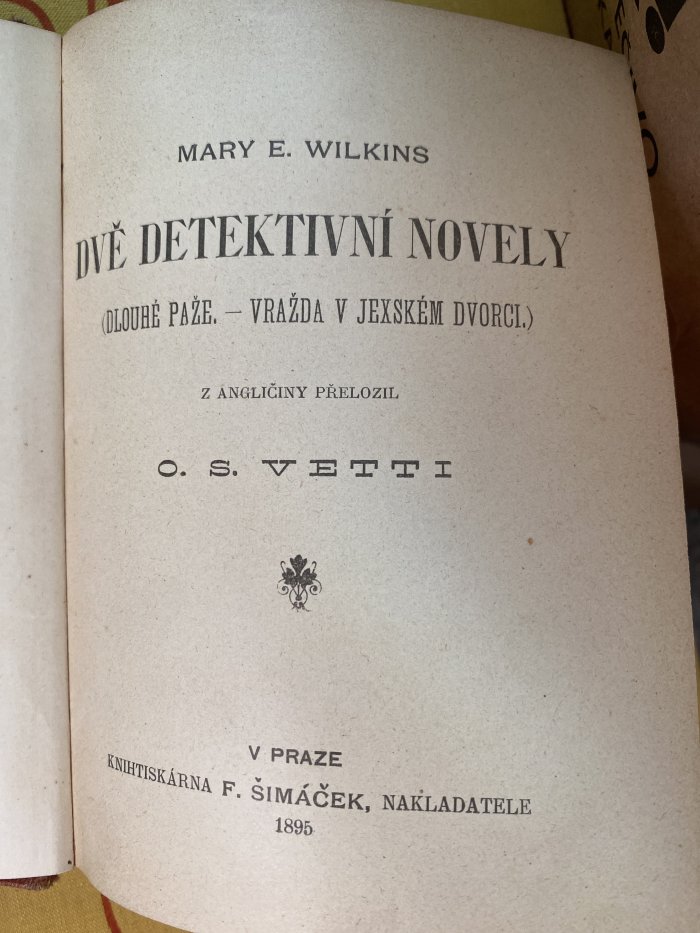 MARY E. WILKINS
DVĚ DETEKTIVNÍ NOVELY
(DLOUHÉ PAŽE. — VRAŽDA V JEXSKÉM DVORCI.)
Z ANGLIČINY PŘELOZIL
O. S. VETTI
V PRAZE
KNIHTISKÁRNA F. ŠIMÁČEK, NAKLADATELE
1895